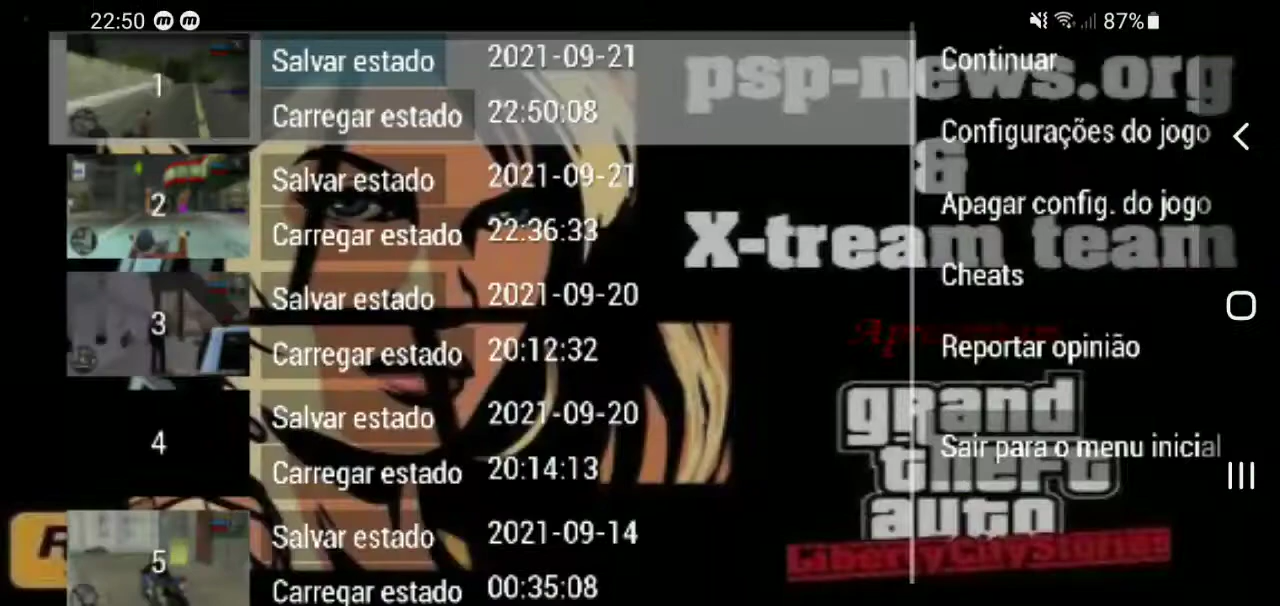 22:50
87%
1
Salvar estado
2021-09-21
Carregar estado
22:50:08
2
Salvar estado
2021-09-21
Carregar estado
22:36:33
3
Salvar estado
2021-09-20
Carregar estado
20:12:32
4
Salvar estado
2021-09-20
Carregar estado
20:14:13
5
Salvar estado
2021-09-14
Carregar estado
00:35:08
Continuar
Configurações do jogo
Apagar config. do jogo
Cheats
Reportar opinião
Sair para o menu inicial
psp-news.org
&
X-tream team
grand
theft
auto
Liberty City Stories
R